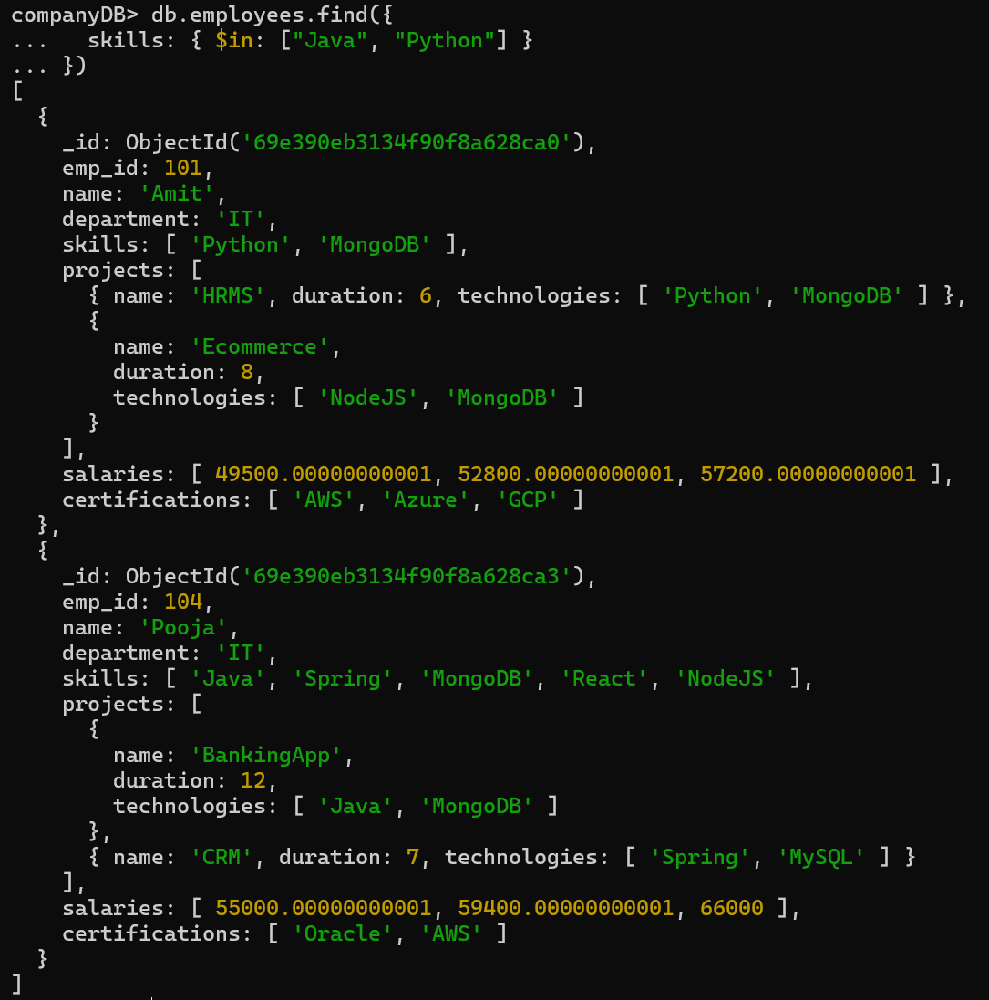 companyDB> db.employees.find({
...   skills: { $in: ["Java", "Python"] }
... })
[
  {
    _id: ObjectId('69e390eb3134f90f8a628ca0'),
    emp_id: 101,
    name: 'Amit',
    department: 'IT',
    skills: [ 'Python', 'MongoDB' ],
    projects: [
      { name: 'HRMS', duration: 6, technologies: [ 'Python', 'MongoDB' ] },
      {
        name: 'Ecommerce',
        duration: 8,
        technologies: [ 'NodeJS', 'MongoDB' ]
      }
    ],
    salaries: [ 49500.00000000001, 52800.00000000001, 57200.00000000001 ],
    certifications: [ 'AWS', 'Azure', 'GCP' ]
  },
  {
    _id: ObjectId('69e390eb3134f90f8a628ca3'),
    emp_id: 104,
    name: 'Pooja',
    department: 'IT',
    skills: [ 'Java', 'Spring', 'MongoDB', 'React', 'NodeJS' ],
    projects: [
      {
        name: 'BankingApp',
        duration: 12,
        technologies: [ 'Java', 'MongoDB' ]
      },
      { name: 'CRM', duration: 7, technologies: [ 'Spring', 'MySQL' ] }
    ],
    salaries: [ 55000.00000000001, 59400.00000000001, 66000 ],
    certifications: [ 'Oracle', 'AWS' ]
  }
]